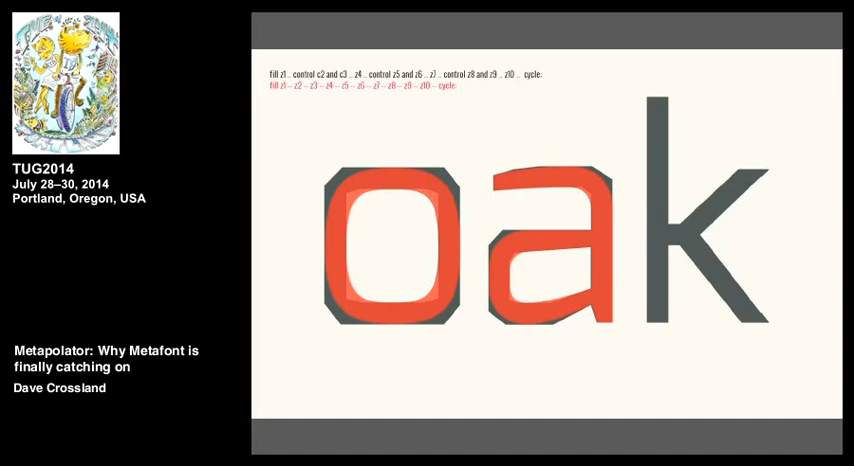 TUG2014
July 28–30, 2014
Portland, Oregon, USA
Metapolator: Why Metafont is
finally catching on
Dave Crossland
fill z1 .. control c2 and c3 .. z4 .. control z5 and z6 .. z7 .. control z8 and z9 .. z10 .. cycle;
fill z1 -- z2 -- z3 -- z4 -- z5 -- z6 -- z7 -- z8 -- z9 -- z10 -- cycle;
oak